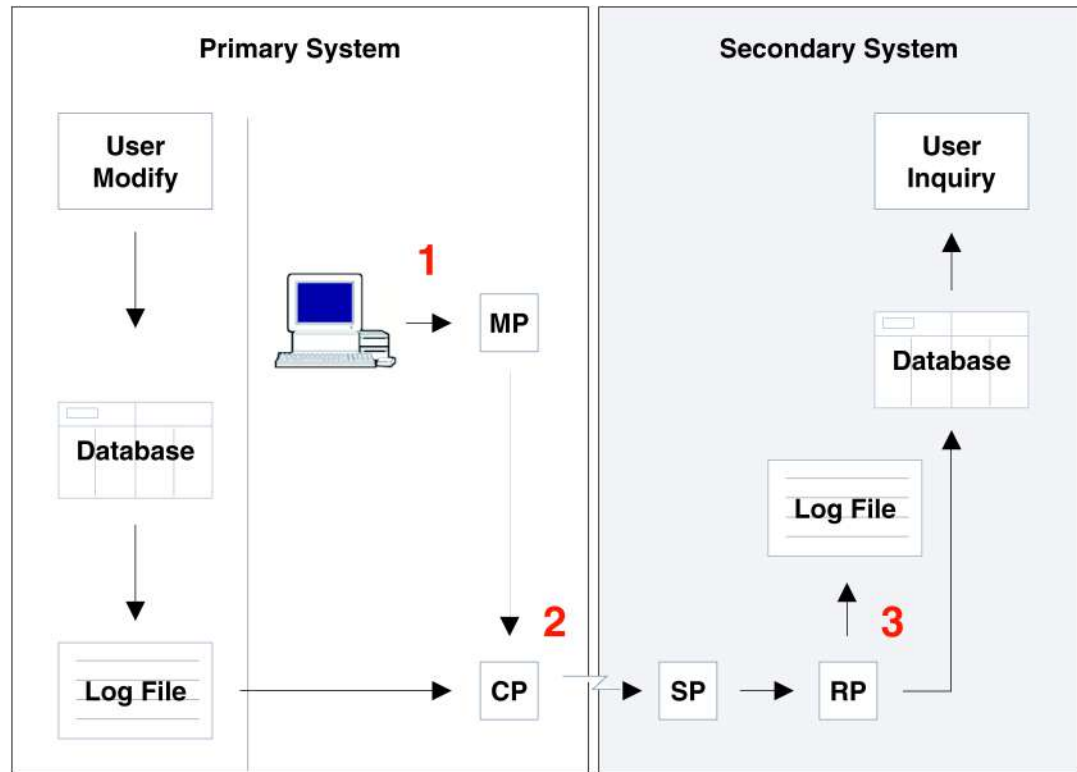 Primary System
Secondary System
User
Modify
User
Inquiry
1
MP
Database
Database
Log File
2
3
Log File
CP
SP
RP